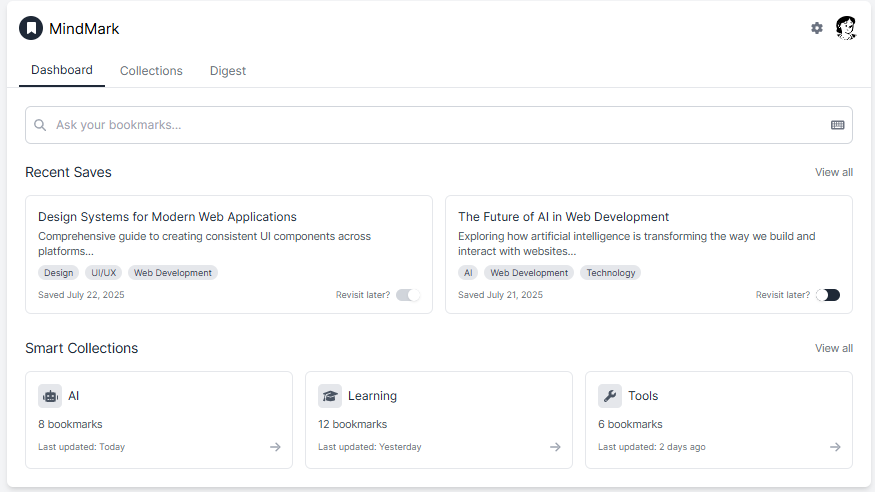 MindMark
Dashboard Collections Digest
Ask your bookmarks...
Recent Saves View all
Design Systems for Modern Web Applications
Comprehensive guide to creating consistent UI components across
platforms...
Design UI/UX Web Development
Saved July 22, 2025 Revisit later?
The Future of AI in Web Development
Exploring how artificial intelligence is transforming the way we build and
interact with websites...
AI Web Development Technology
Saved July 21, 2025 Revisit later?
Smart Collections View all
AI
8 bookmarks
Last updated: Today
Learning
12 bookmarks
Last updated: Yesterday
Tools
6 bookmarks
Last updated: 2 days ago